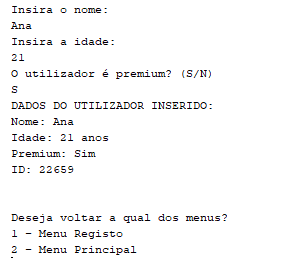 Insira o nome:
Ana
Insira a idade:
21
O utilizador é premium? (S/N)
S
DADOS DO UTILIZADOR INSERIDO:
Nome: Ana
Idade: 21 anos
Premium: Sim
ID: 22659
Deseja voltar a qual dos menus?
1 - Menu Registo
2 - Menu Principal